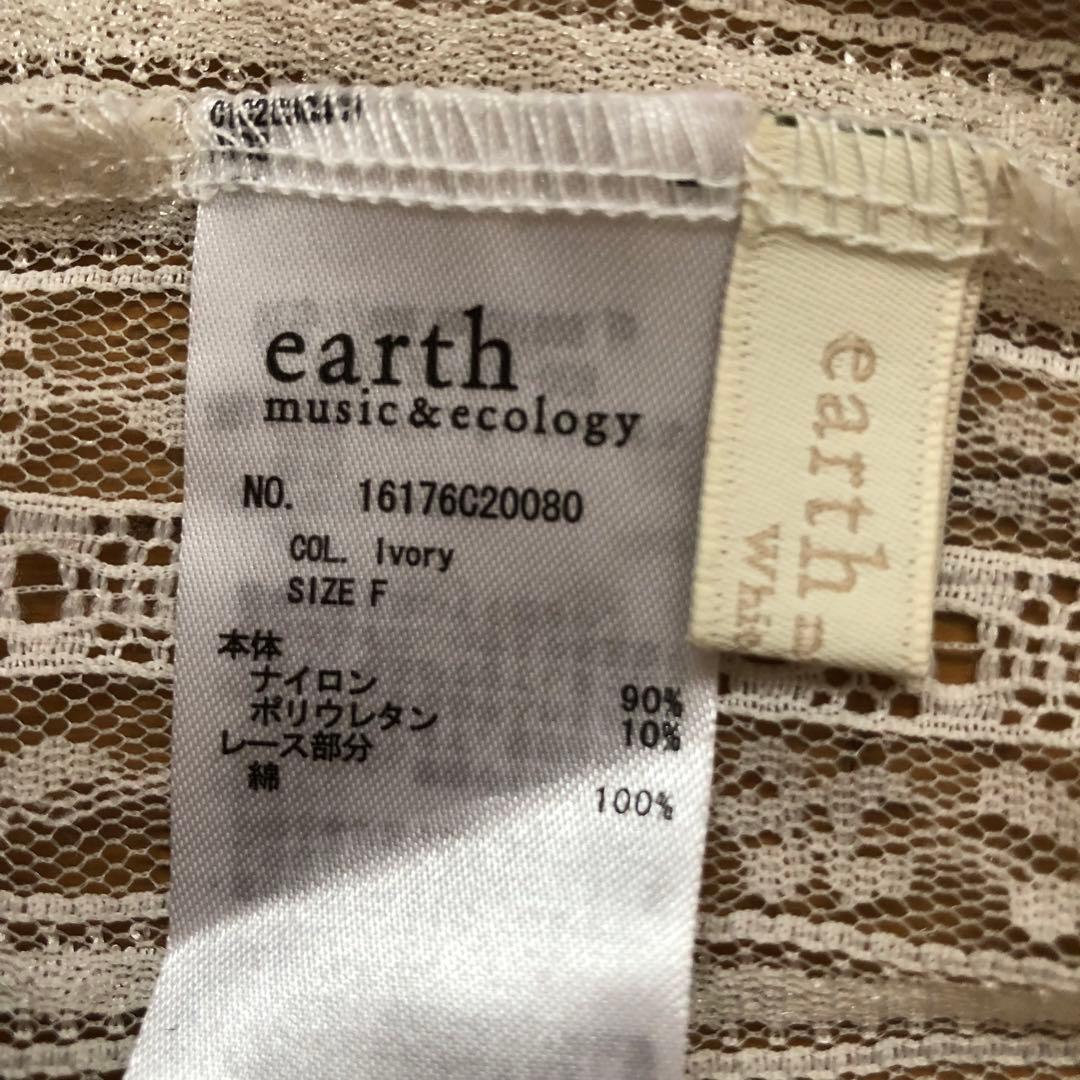 earth
music & ecology
NO. 16176C20080
COL. Ivory
SIZE F
本体
ナイロン 90%
ポリウレタン 10%
レース部分
綿 100%
earth m